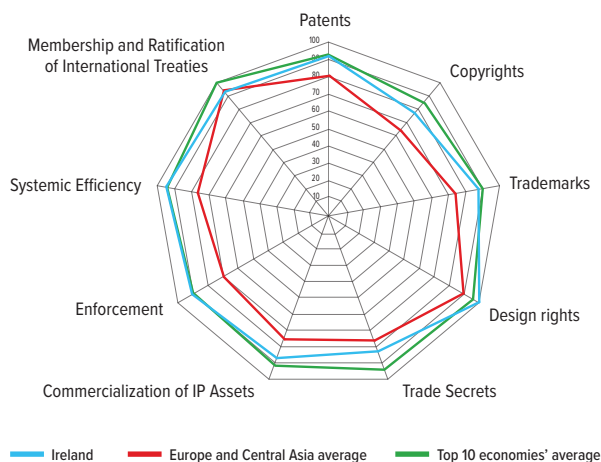 Patents
100
90
80
70
60
50
40
30
20
10
Membership and Ratification
of International Treaties
Copyrights
Systemic Efficiency
Trademarks
Enforcement
Design rights
Commercialization of IP Assets
Trade Secrets
Ireland
Europe and Central Asia average
Top 10 economies' average